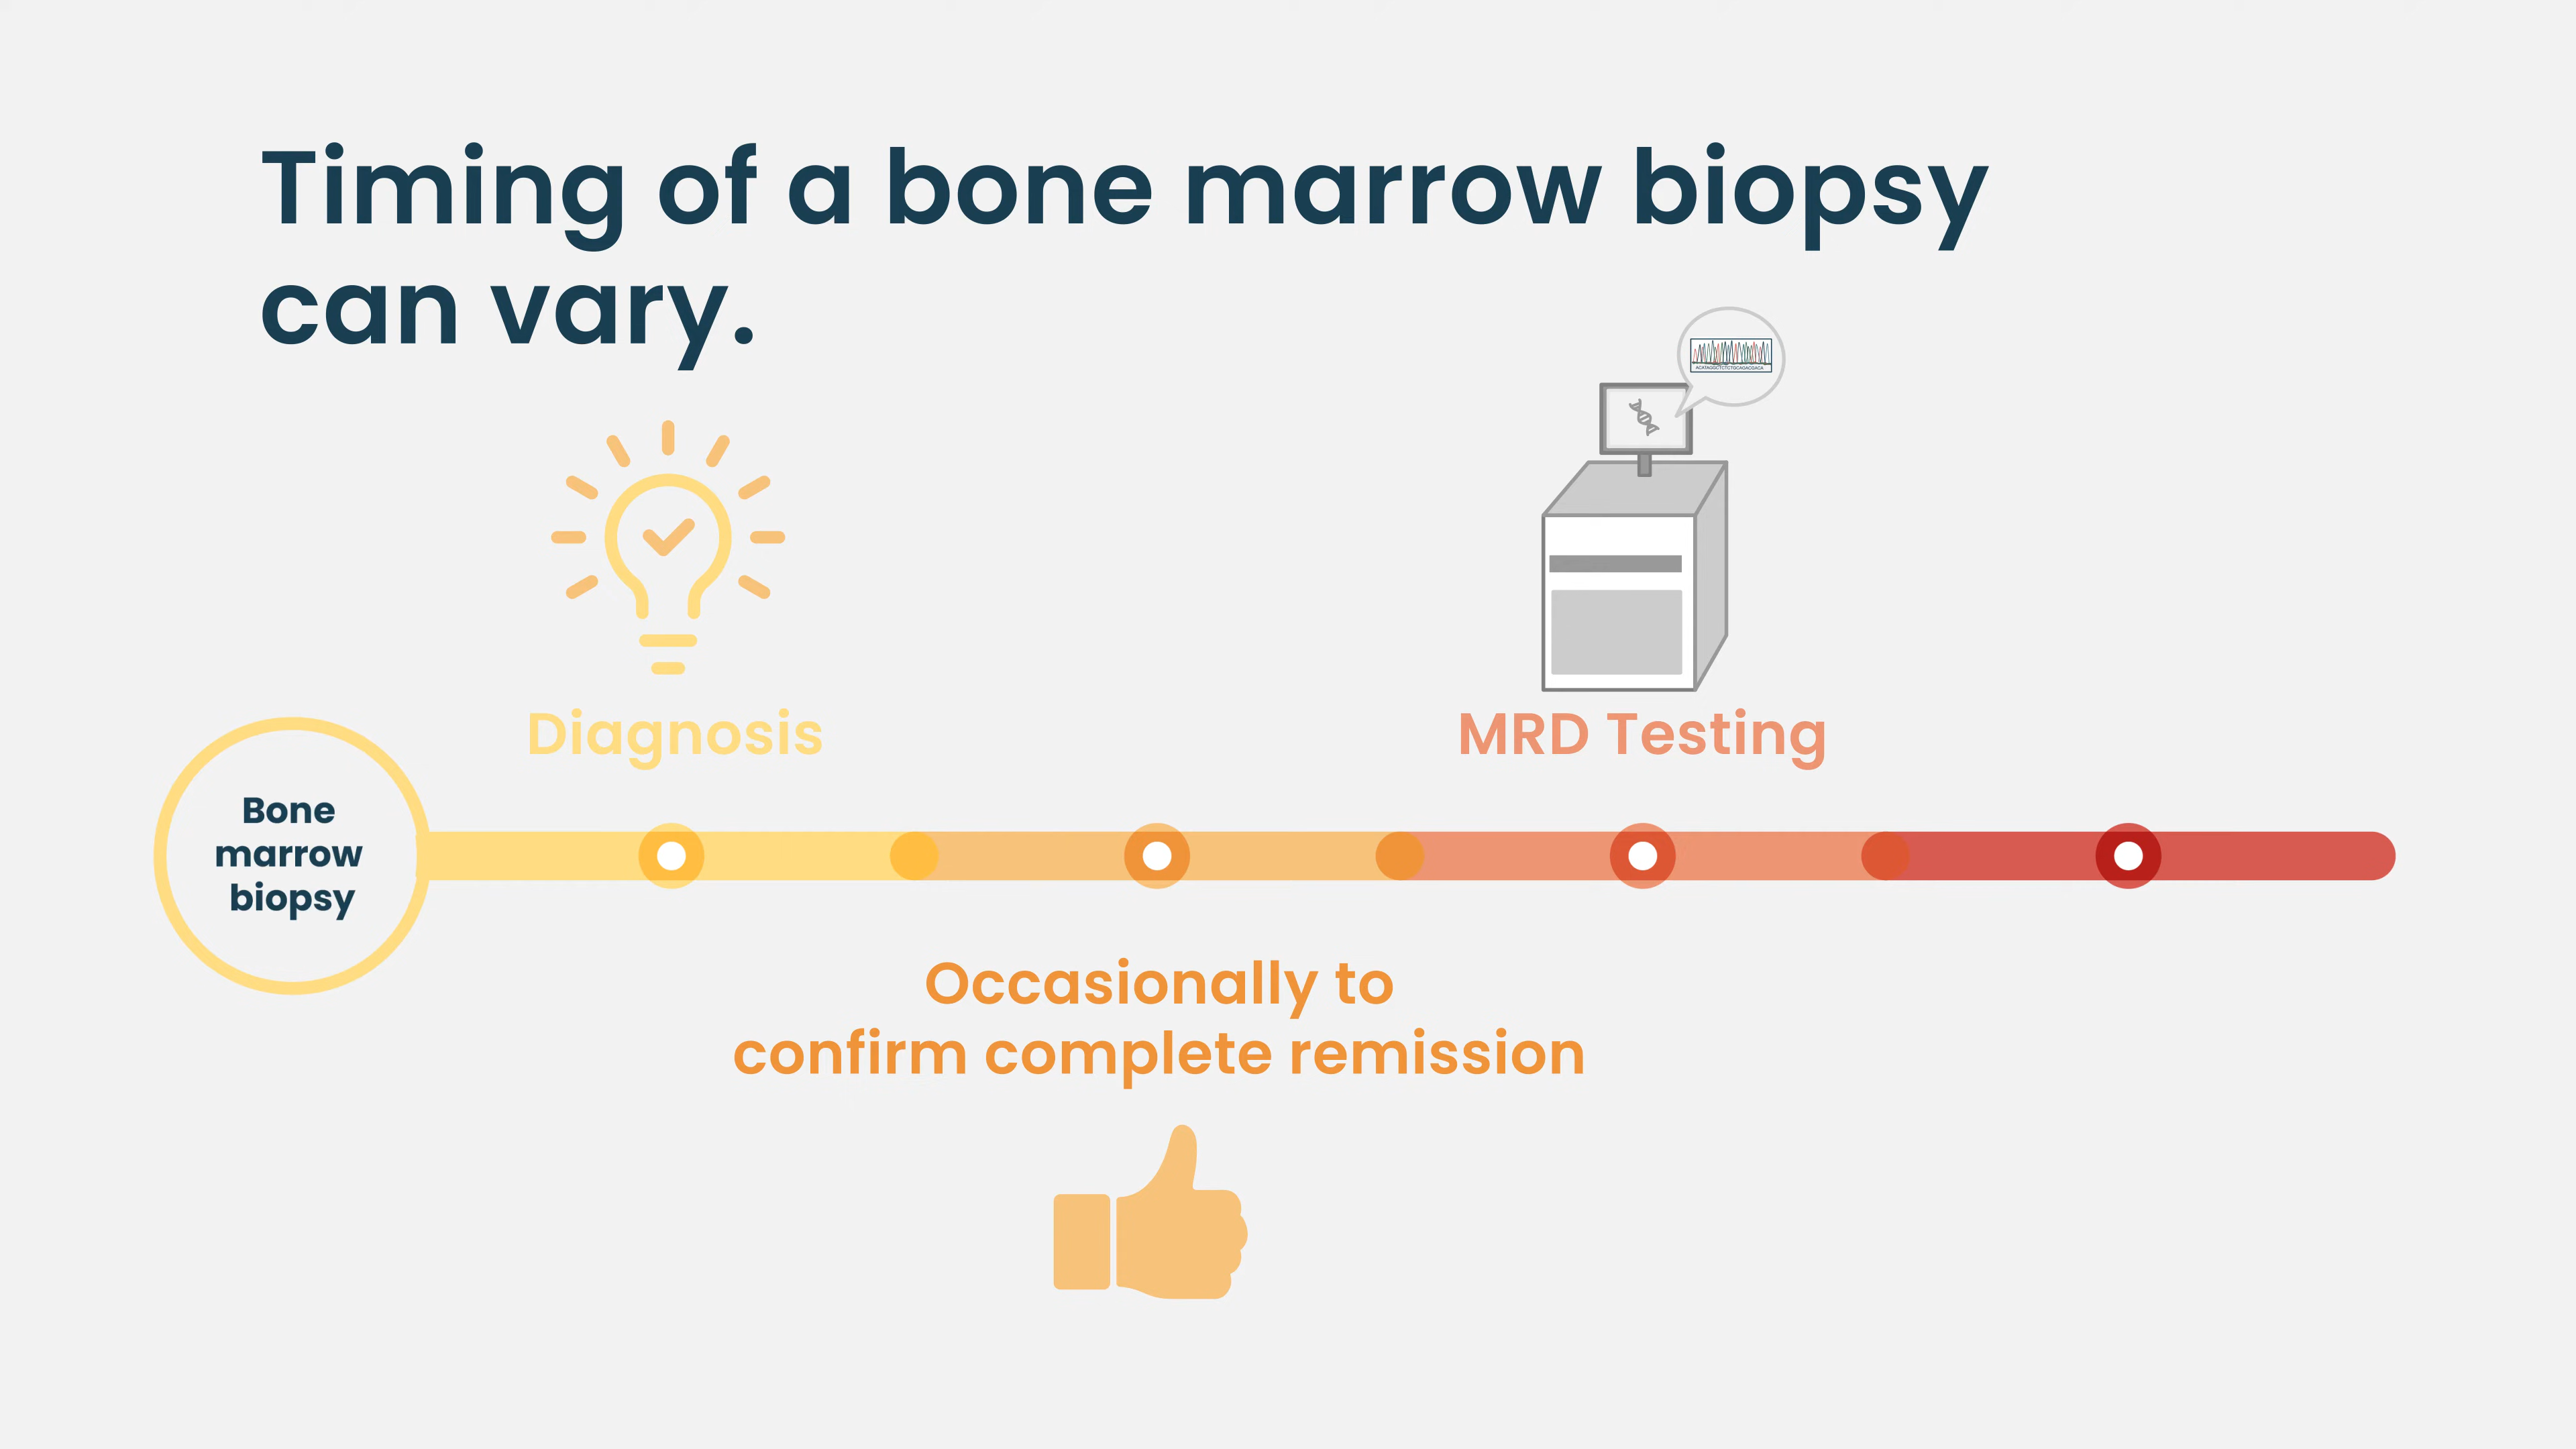 Timing of a bone marrow biopsy
can vary.
Diagnosis
MRD Testing
Bone
marrow
biopsy
Occasionally to
confirm complete remission